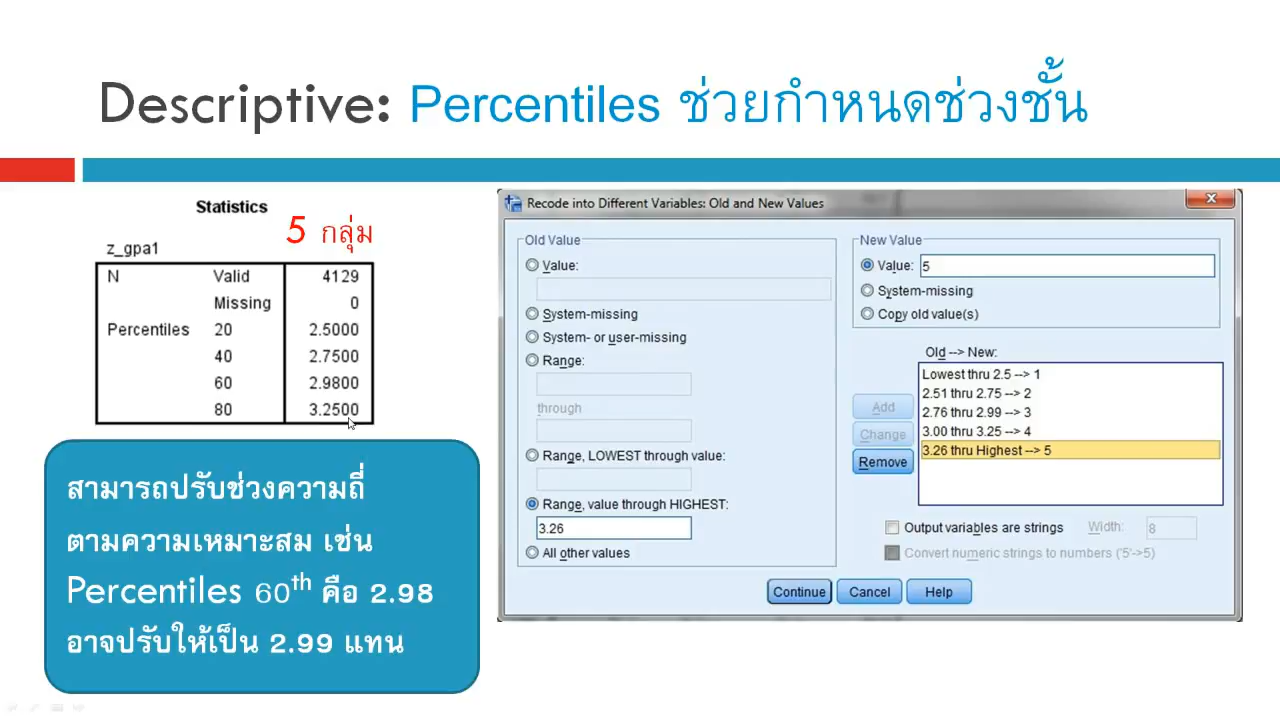 Descriptive: Percentiles ช่วยกำหนดช่วงชั้น
Statistics
5 กลุ่ม
z_gpa1
N Valid 4129
Missing 0
Percentiles 20 2.5000
40 2.7500
60 2.9800
80 3.2500
สามารถปรับช่วงความถี่
ตามความเหมาะสม เช่น
Percentiles 60th คือ 2.98
อาจปรับให้เป็น 2.99 แทน
Recode into Different Variables: Old and New Values
Old Value
Value:
System-missing
System- or user-missing
Range:
through
Range, LOWEST through value:
Range, value through HIGHEST:
3.26
All other values
New Value
Value: 5
System-missing
Copy old value(s)
Old --> New:
Lowest thru 2.5 --> 1
2.51 thru 2.75 --> 2
2.76 thru 2.99 --> 3
3.00 thru 3.25 --> 4
3.26 thru Highest --> 5
Add
Change
Remove
Output variables are strings Width: 8
Convert numeric strings to numbers ('5'->5)
Continue Cancel Help